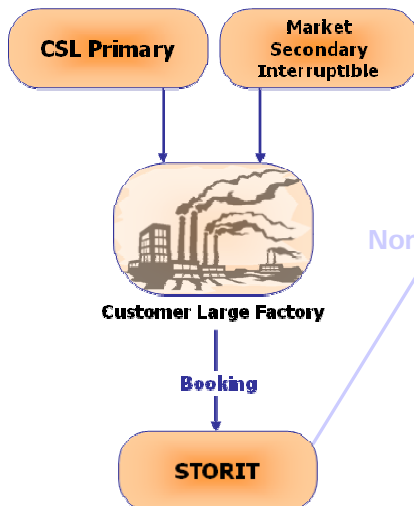 CSL Primary
Market
Secondary
Interruptible
Customer Large Factory
Booking
STORIT